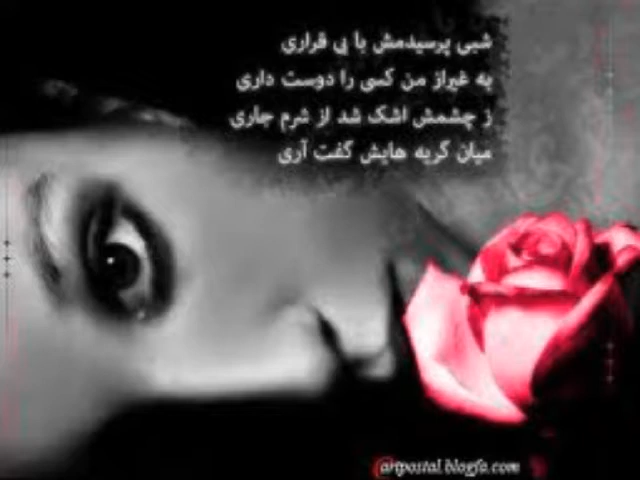 شبی پرسیدمش با بی قراری
به غیراز من کسی را دوست داری
ز چشمش اشک شد از شرم جاری
میان گریه هایش گفت آری
@artpostal.blogfa.com